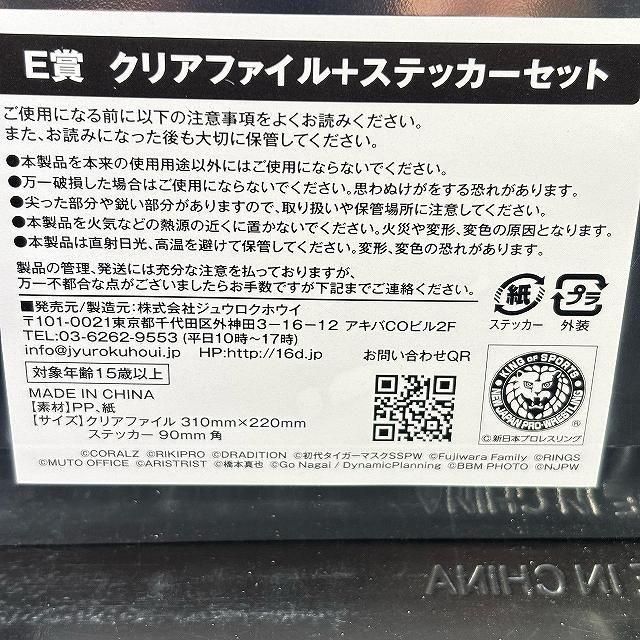 E賞 クリアファイル+ステッカーセット
ご使用になる前に以下の注意事項をよくお読みください。
また、お読みになった後も大切に保管してください。
●本製品を本来の使用用途以外にはご使用にならないでください。
●万一破損した場合はご使用にならないでください。思わぬけがをする恐れがあります。
●尖った部分や鋭い部分がありますので、取り扱いや保管場所に注意してください。
●本製品を火気などの熱源の近くに置かないでください。火災や変形、変色の原因となります。
●本製品は直射日光、高温を避けて保管してください。変形、変色の恐れがあります。
製品の管理、発送には充分な注意を払っておりますが、
万一不都合な点がございましたらお手数ですが下記までご連絡ください。
■発売元/製造元:株式会社ジュウロクホウイ
〒101-0021東京都千代田区外神田3-16-12 アキバCOビル2F
TEL:03-6262-9553 (平日10時〜17時)
info@jyurokuhoui.jp HP:http://16d.jp
お問い合わせQR
対象年齢15歳以上
MADE IN CHINA
【素材】PP、紙
【サイズ】クリアファイル 310mm×220mm
ステッカー 90mm角
紙
ステッカー
プラ
外装
KING OF SPORTS
NEW JAPAN PRO-WRESTLING
®
©新日本プロレスリング
©CORALZ ©RIKIPRO ©DRADITION ©初代タイガーマスクSSPW ©Fujiwara Family ©RINGS
©MUTO OFFICE ©ARISTRIST ©橋本真也 ©Go Nagai / DynamicPlanning ©BBM PHOTO ©NJPW
IN CHINA
IN CHINA